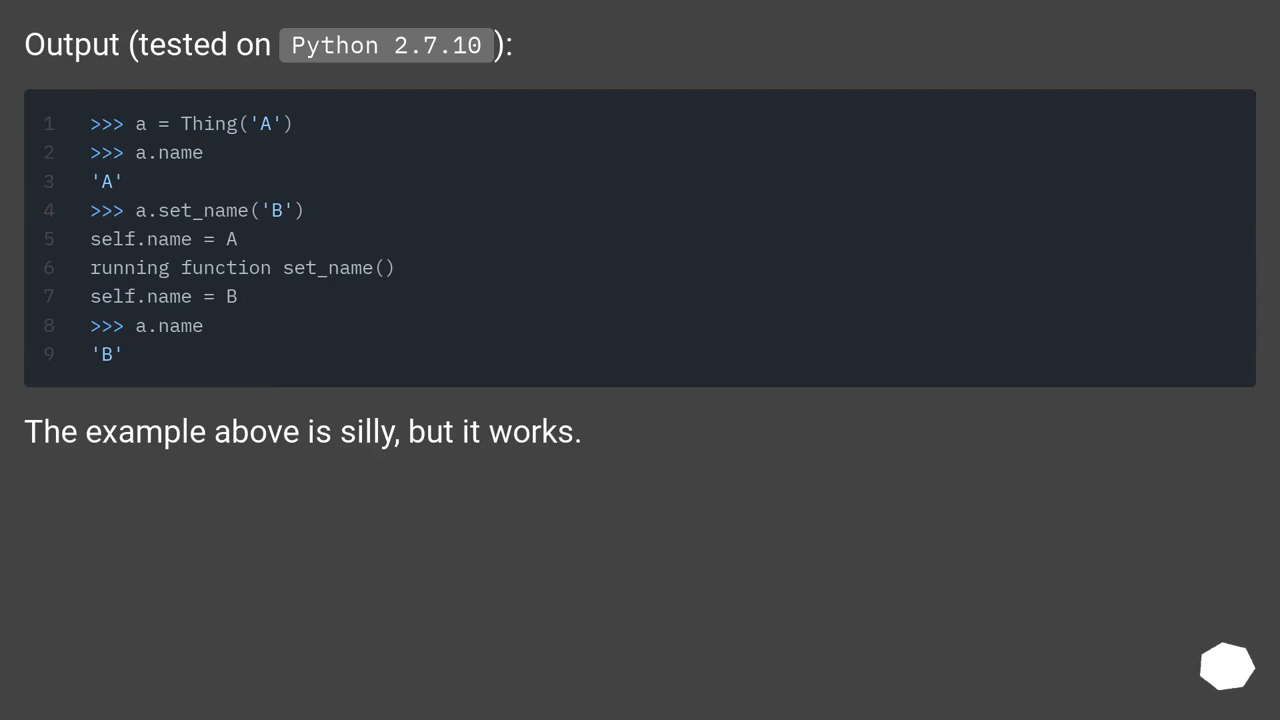 Output (tested on Python 2.7.10):
1 >>> a = Thing('A')
2 >>> a.name
3 'A'
4 >>> a.set_name('B')
5 self.name = A
6 running function set_name()
7 self.name = B
8 >>> a.name
9 'B'
The example above is silly, but it works.